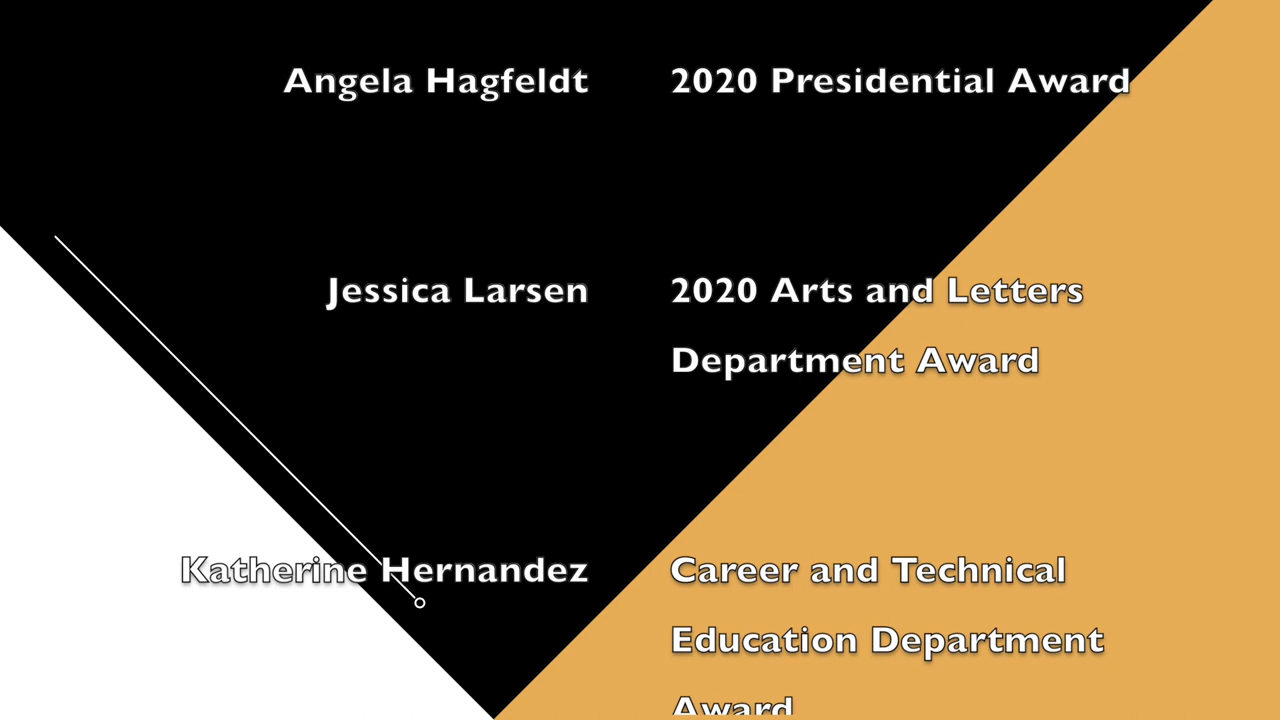 Angela Hagfeldt 2020 Presidential Award
Jessica Larsen 2020 Arts and Letters
Department Award
Katherine Hernandez Career and Technical
Education Department
Award